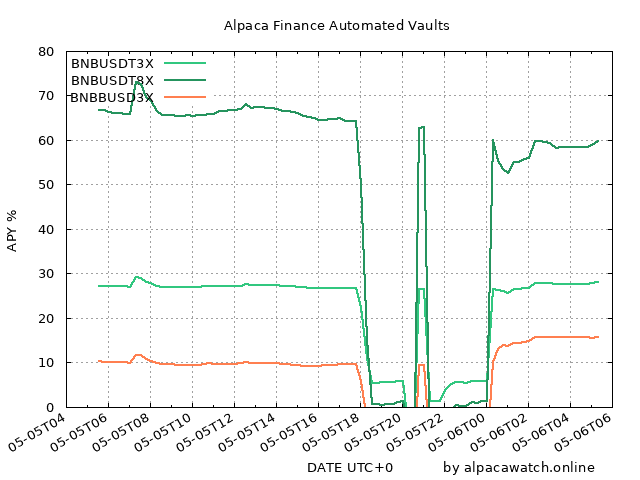 Alpaca Finance Automated Vaults
BNBUSDT3X
BNBUSDT8X
BNBBUSD3X
80
70
60
50
40
30
20
10
0
APY %
05-05T04
05-05T06
05-05T08
05-05T10
05-05T12
05-05T14
05-05T16
05-05T18
05-05T20
05-05T22
05-06T00
05-06T02
05-06T04
05-06T06
DATE UTC+0
by alpacawatch.online